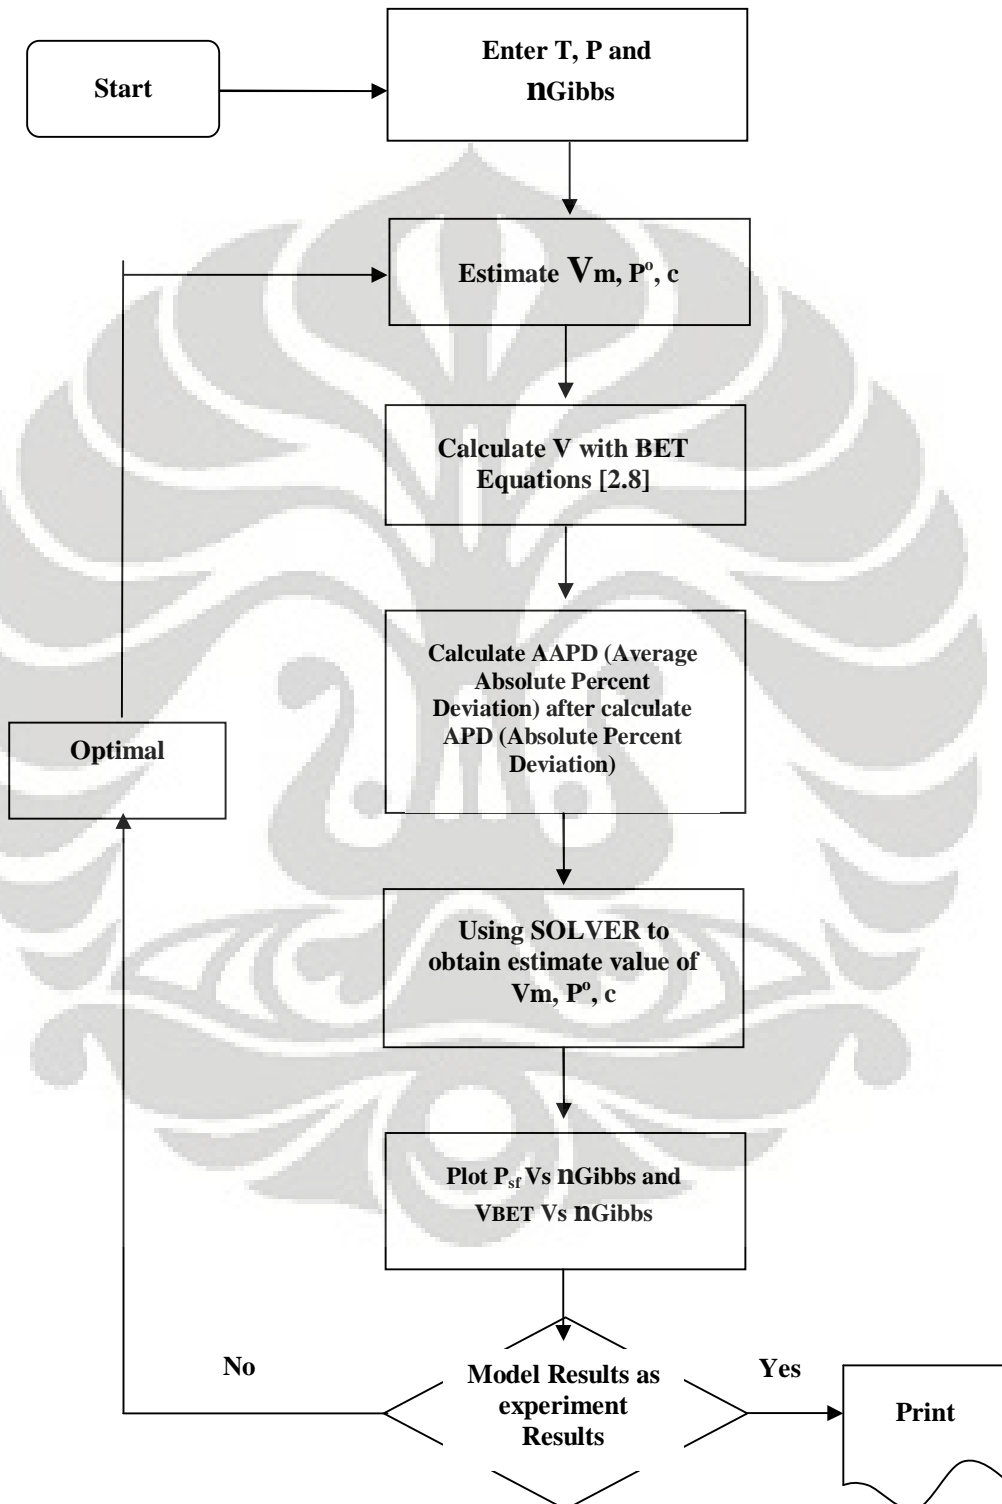 Start
Enter T, P and
nGibbs
Estimate Vm, Pº, c
Calculate V with BET
Equations [2.8]
Calculate AAPD (Average
Absolute Percent
Deviation) after calculate
APD (Absolute Percent
Deviation)
Optimal
Using SOLVER to
obtain estimate value of
Vm, Pº, c
Plot Psf Vs nGibbs and
VBET Vs nGibbs
No
Model Results as
experiment
Results
Yes
Print